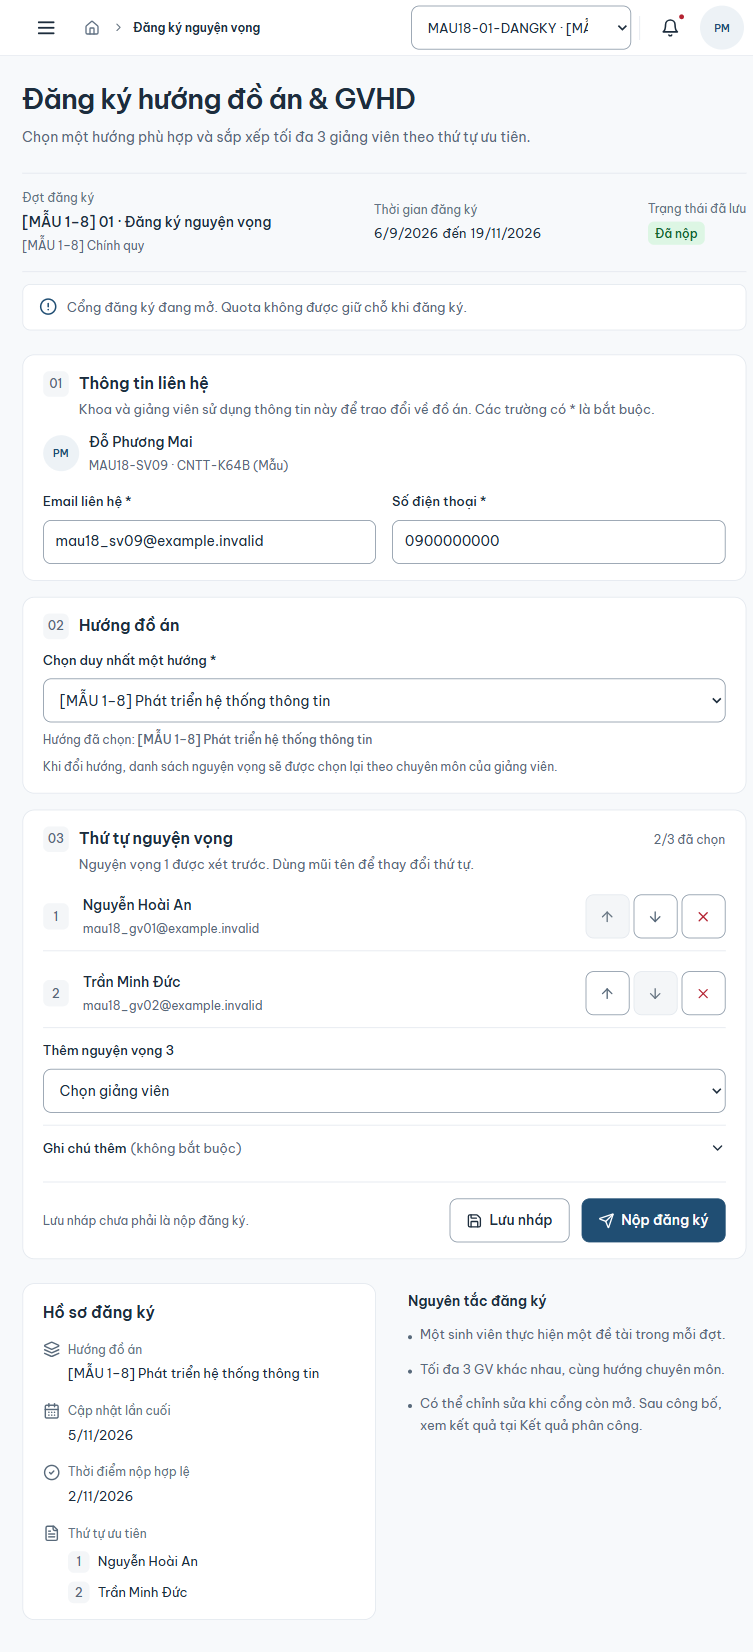 Đăng ký nguyện vọng
MAU18-01-DANGKY · [MẪ
PM
Đăng ký hướng đồ án & GVHD
Chọn một hướng phù hợp và sắp xếp tối đa 3 giảng viên theo thứ tự ưu tiên.
Đợt đăng ký
[MẪU 1–8] 01 · Đăng ký nguyện vọng
[MẪU 1–8] Chính quy
Thời gian đăng ký
6/9/2026 đến 19/11/2026
Trạng thái đã lưu
Đã nộp
Cổng đăng ký đang mở. Quota không được giữ chỗ khi đăng ký.
01 Thông tin liên hệ
Khoa và giảng viên sử dụng thông tin này để trao đổi về đồ án. Các trường có * là bắt buộc.
PM
Đỗ Phương Mai
MAU18-SV09 · CNTT-K64B (Mẫu)
Email liên hệ *
mau18_sv09@example.invalid
Số điện thoại *
0900000000
02 Hướng đồ án
Chọn duy nhất một hướng *
[MẪU 1–8] Phát triển hệ thống thông tin
Hướng đã chọn: [MẪU 1–8] Phát triển hệ thống thông tin
Khi đổi hướng, danh sách nguyện vọng sẽ được chọn lại theo chuyên môn của giảng viên.
03 Thứ tự nguyện vọng
2/3 đã chọn
Nguyện vọng 1 được xét trước. Dùng mũi tên để thay đổi thứ tự.
1 Nguyễn Hoài An
mau18_gv01@example.invalid
2 Trần Minh Đức
mau18_gv02@example.invalid
Thêm nguyện vọng 3
Chọn giảng viên
Ghi chú thêm (không bắt buộc)
Lưu nháp chưa phải là nộp đăng ký.
Lưu nháp
Nộp đăng ký
Hồ sơ đăng ký
Hướng đồ án
[MẪU 1–8] Phát triển hệ thống thông tin
Cập nhật lần cuối
5/11/2026
Thời điểm nộp hợp lệ
2/11/2026
Thứ tự ưu tiên
1 Nguyễn Hoài An
2 Trần Minh Đức
Nguyên tắc đăng ký
• Một sinh viên thực hiện một đề tài trong mỗi đợt.
• Tối đa 3 GV khác nhau, cùng hướng chuyên môn.
• Có thể chỉnh sửa khi cổng còn mở. Sau công bố,
xem kết quả tại Kết quả phân công.